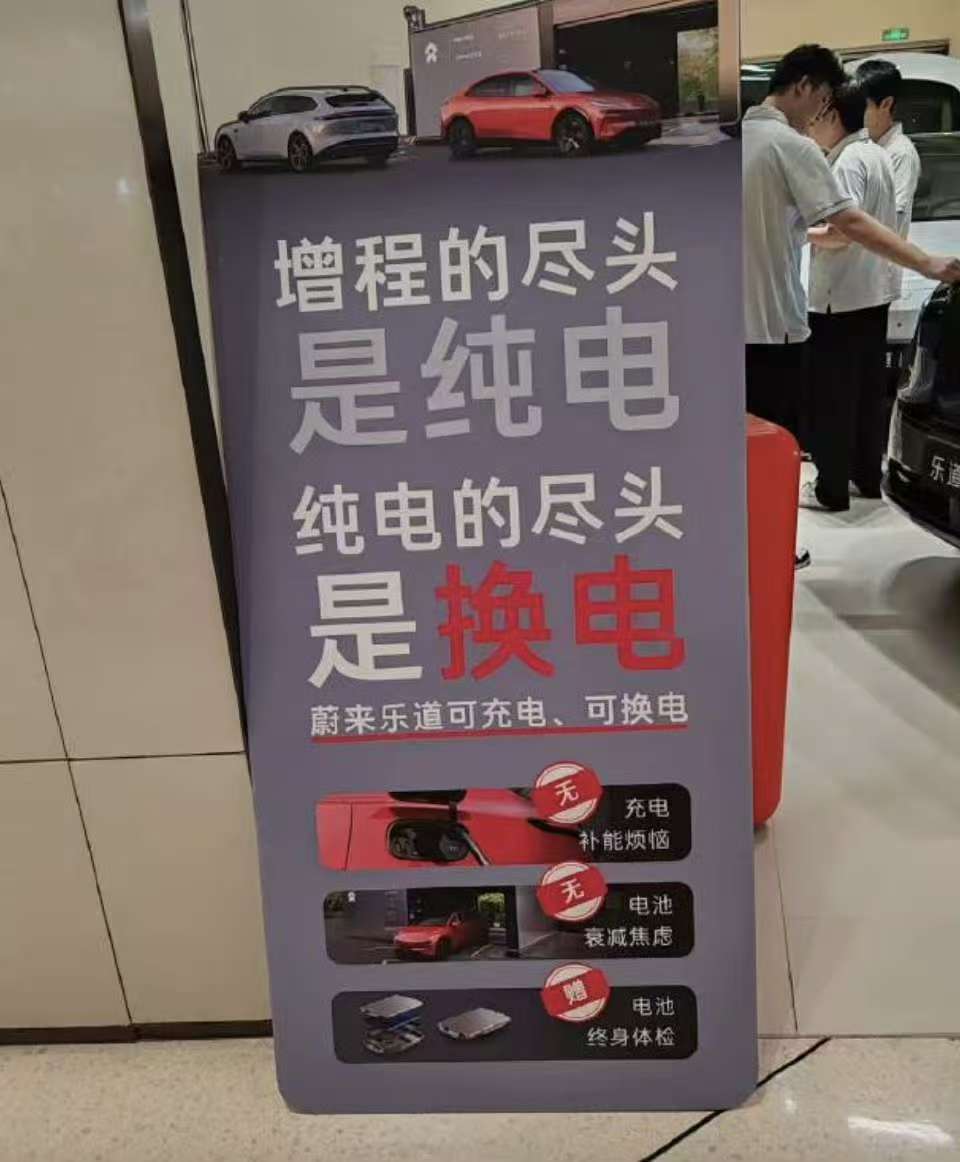 增程的尽头
是纯电
纯电的尽头
是换电
蔚来乐道可充电、可换电
无
充电
补能烦恼
无
电池
衰减焦虑
赠
电池
终身体检
乐道